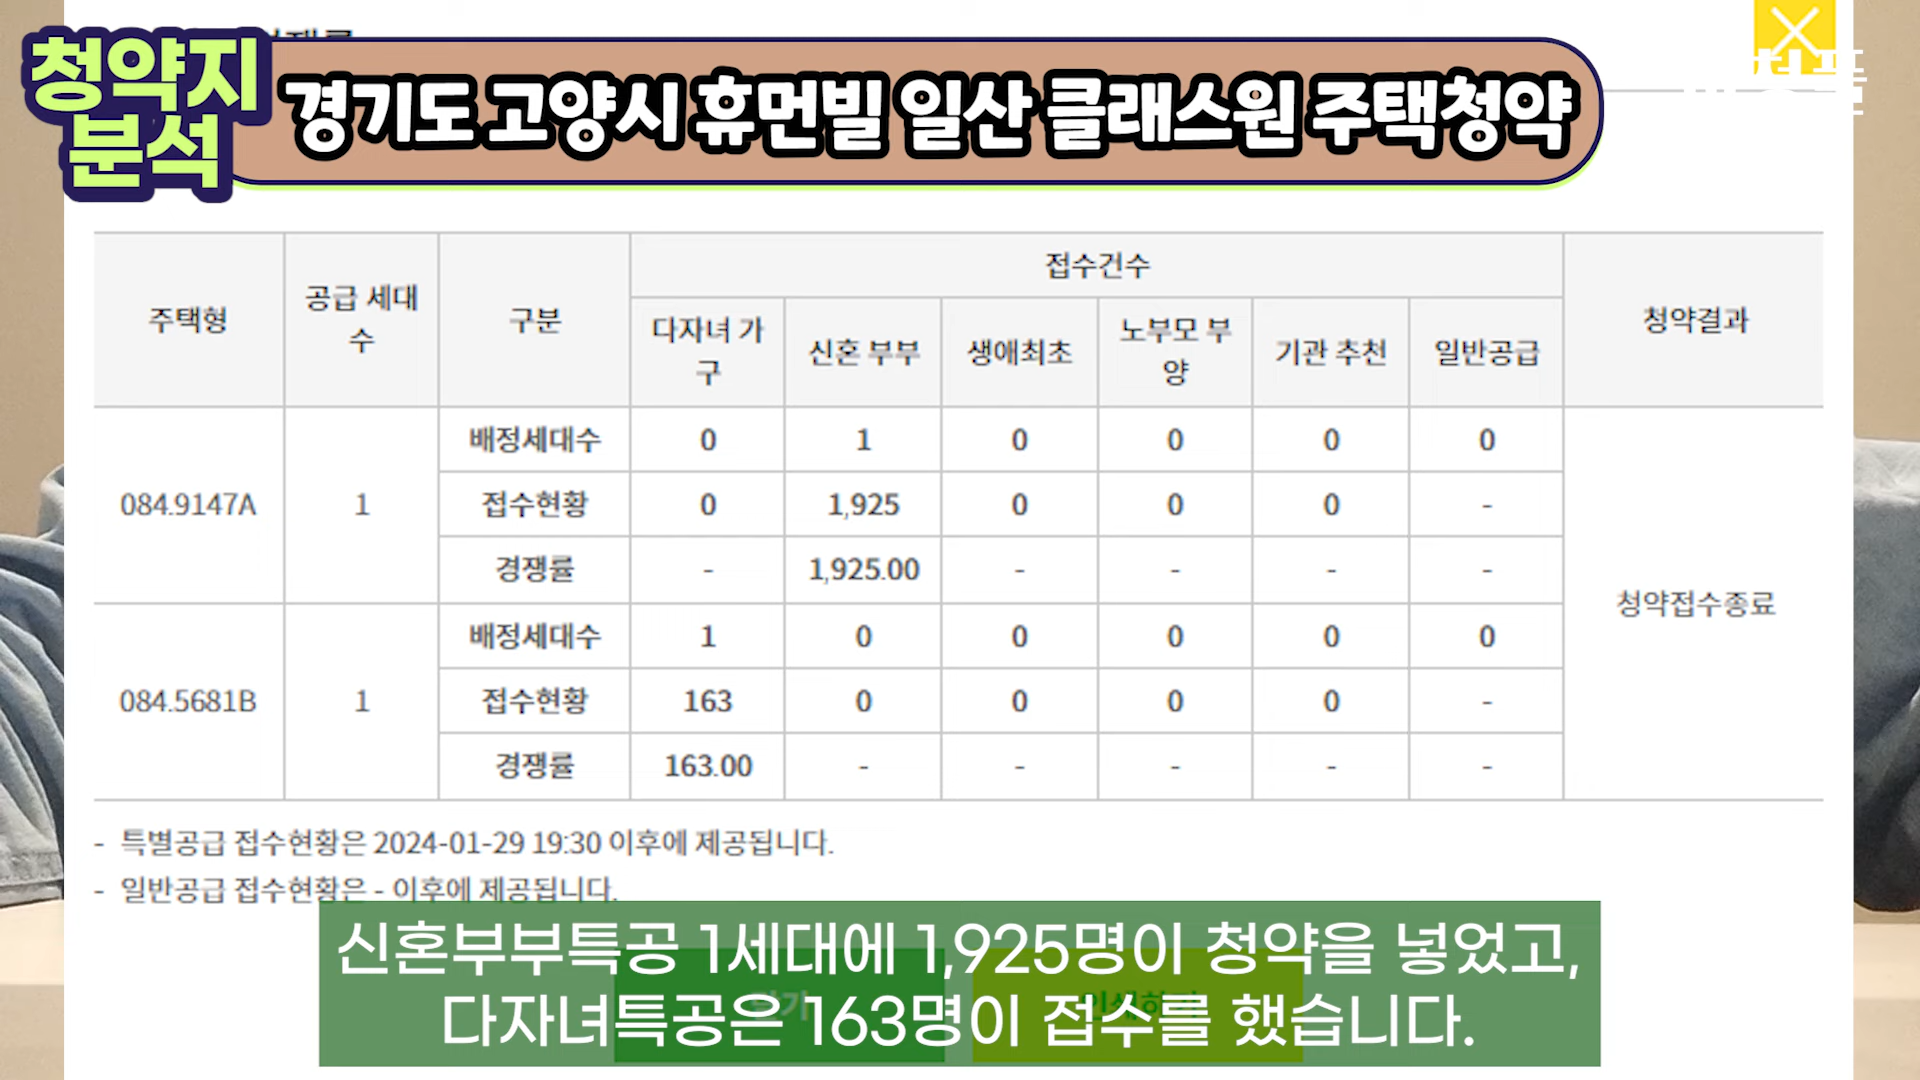 청약지
분석
경기도 고양시 휴먼빌 일산 클래스원 주택청약
주택형
공급 세대
수
구분
접수건수
청약결과
다자녀 가
구
신혼 부부
생애최초
노부모 부
양
기관 추천
일반공급
084.9147A
1
배정세대수 0 1 0 0 0 0
접수현황 0 1,925 0 0 0 -
경쟁률 - 1,925.00 - - - -
청약접수종료
084.5681B
1
배정세대수 1 0 0 0 0 0
접수현황 163 0 0 0 0 -
경쟁률 163.00 - - - - -
- 특별공급 접수현황은 2024-01-29 19:30 이후에 제공됩니다.
- 일반공급 접수현황은 - 이후에 제공됩니다.
신혼부부특공 1세대에 1,925명이 청약을 넣었고,
다자녀특공은 163명이 접수를 했습니다.